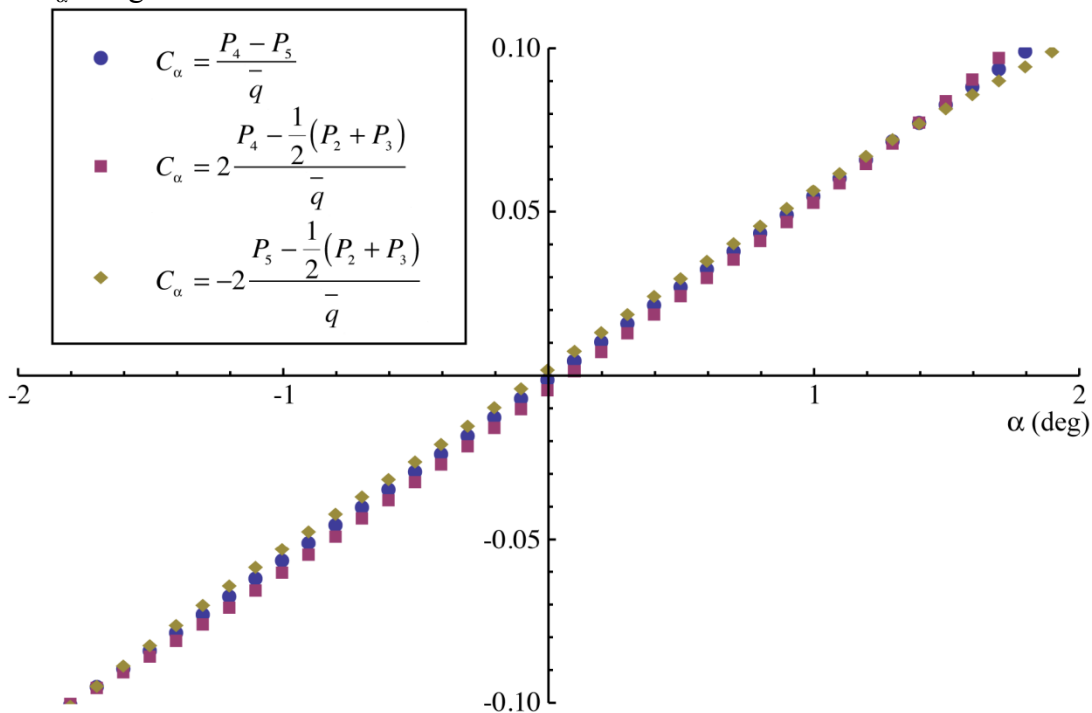 C_α = (P_4 − P_5) / q̄
C_α = 2 (P_4 − ½(P_2 + P_3)) / q̄
C_α = −2 (P_5 − ½(P_2 + P_3)) / q̄
0.10
0.05
-2 -1 1 2
α (deg)
-0.05
-0.10